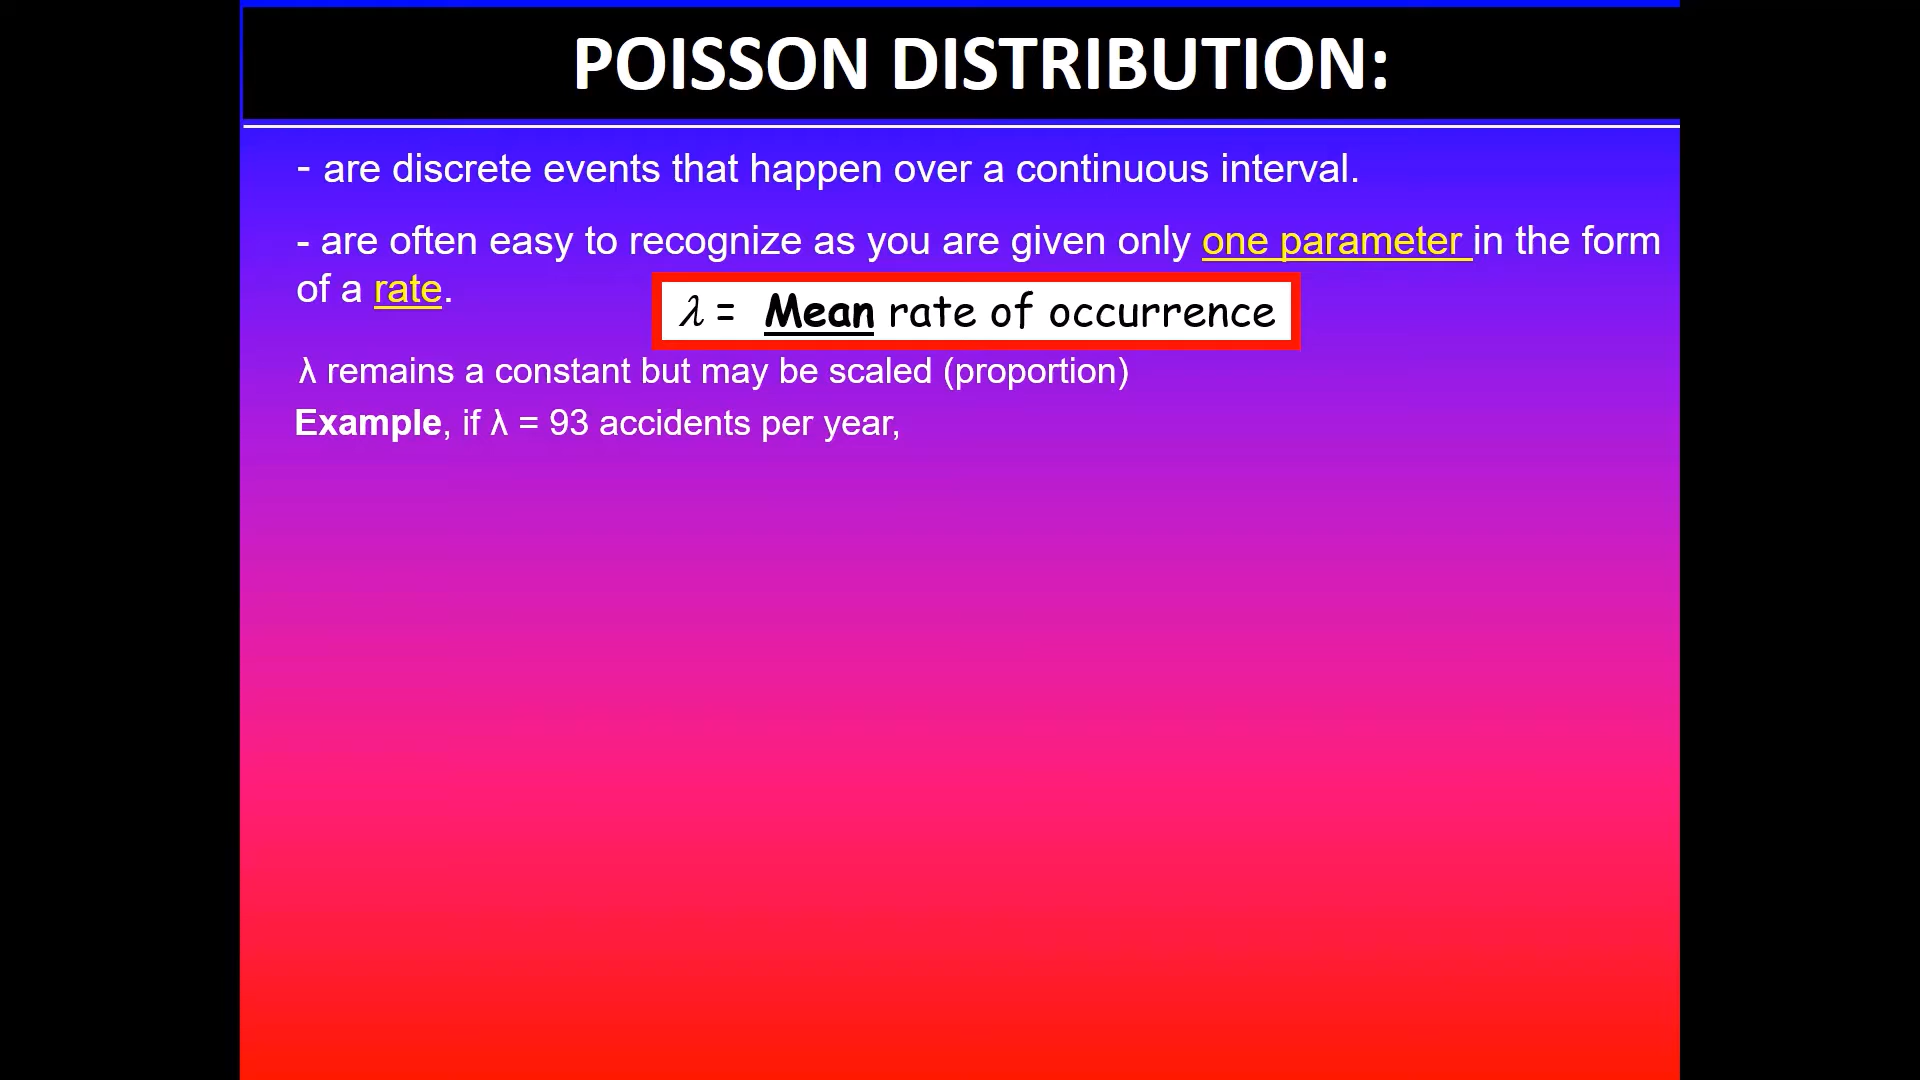 POISSON DISTRIBUTION:
- are discrete events that happen over a continuous interval.
- are often easy to recognize as you are given only one parameter in the form
of a rate.
λ = Mean rate of occurrence
λ remains a constant but may be scaled (proportion)
Example, if λ = 93 accidents per year,